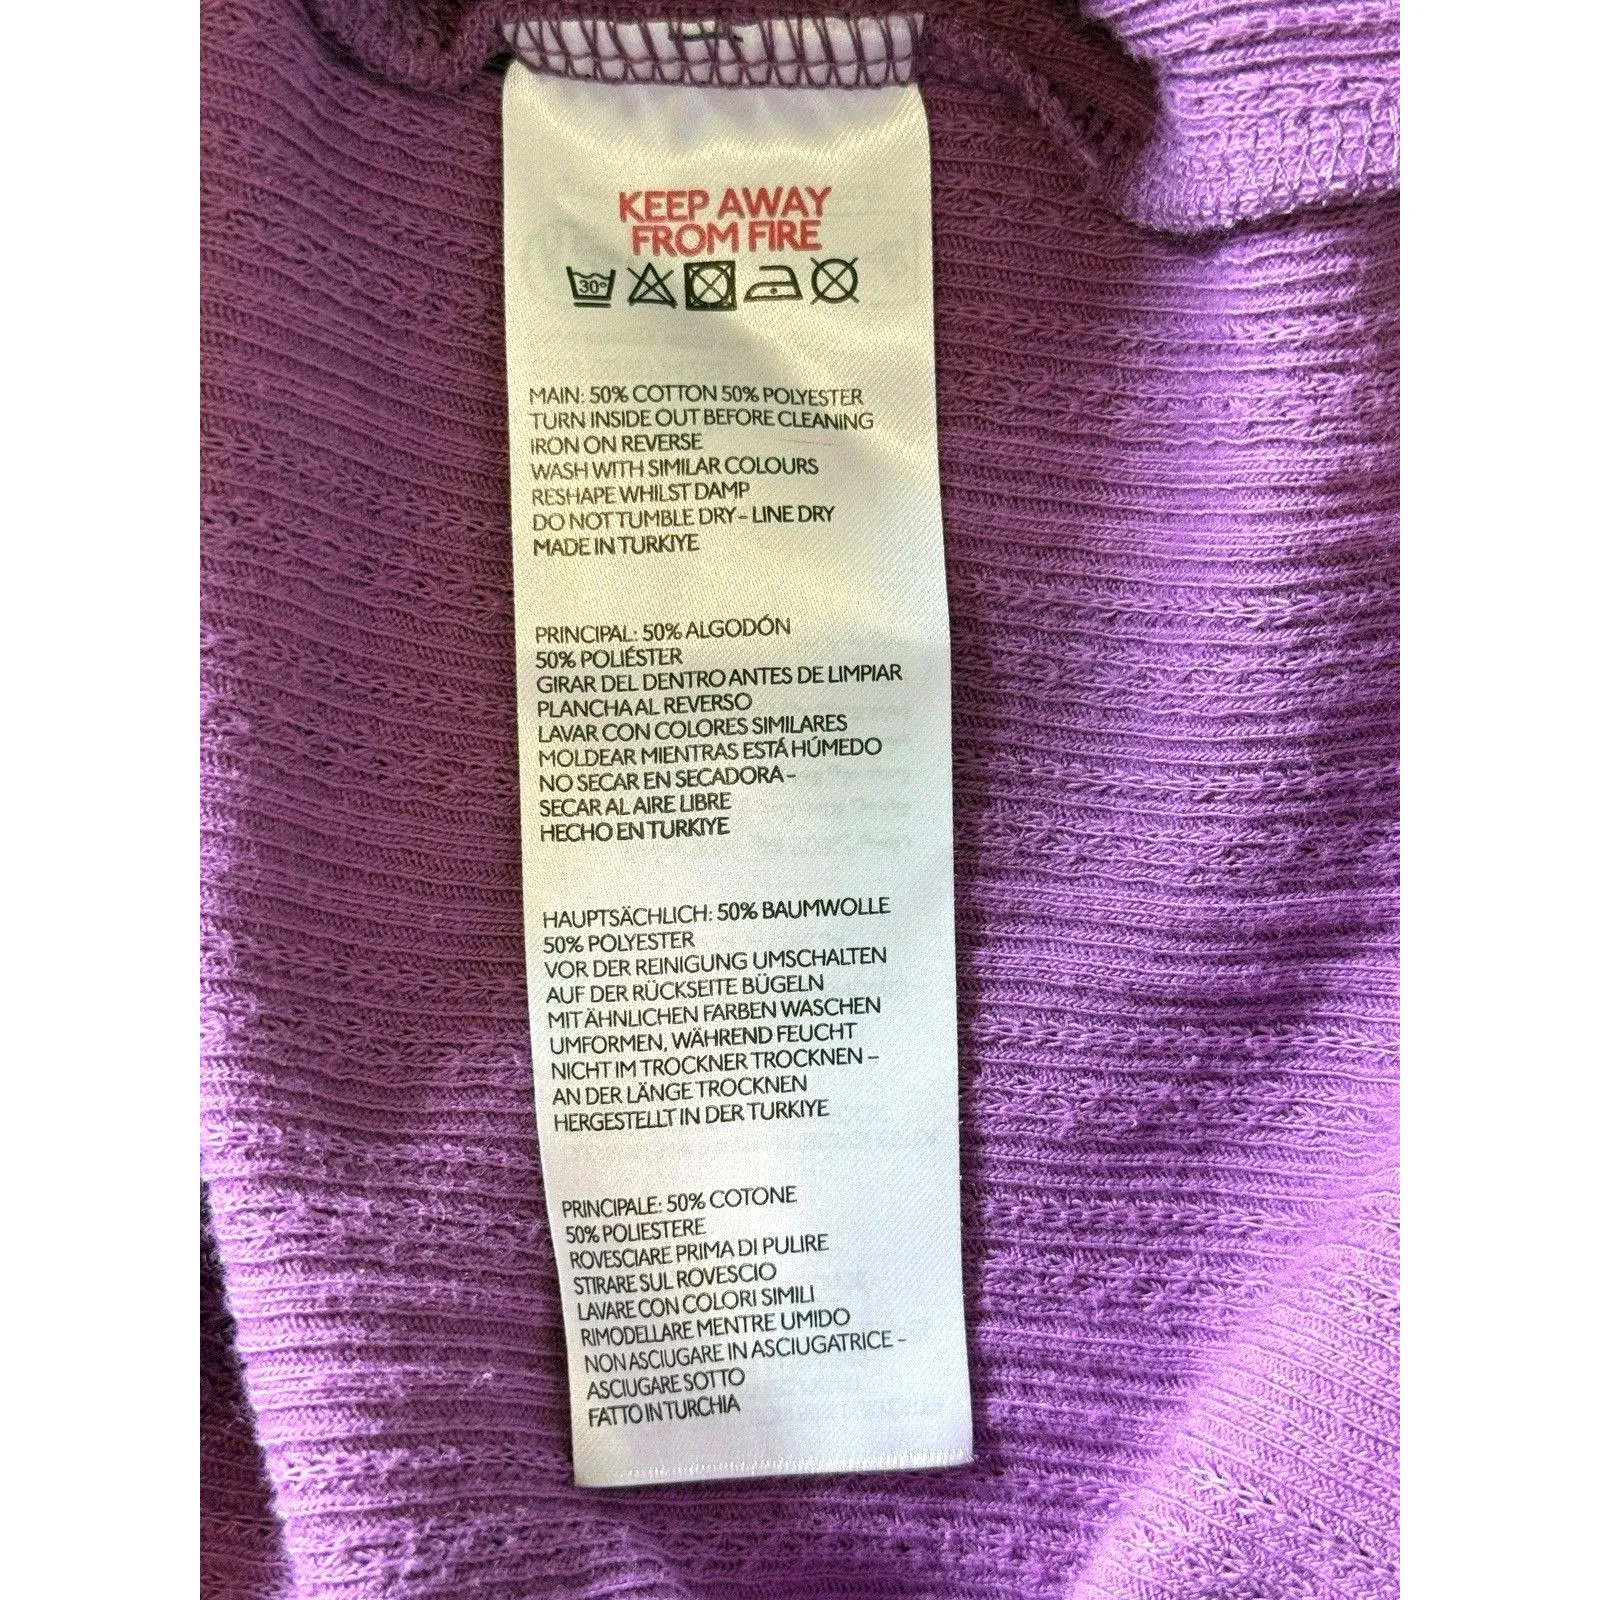 KEEP AWAY
FROM FIRE
30°
MAIN: 50% COTTON 50% POLYESTER
TURN INSIDE OUT BEFORE CLEANING
IRON ON REVERSE
WASH WITH SIMILAR COLOURS
RESHAPE WHILST DAMP
DO NOT TUMBLE DRY – LINE DRY
MADE IN TURKIYE
PRINCIPAL: 50% ALGODÓN
50% POLIÉSTER
GIRAR DEL DENTRO ANTES DE LIMPIAR
PLANCHA AL REVERSO
LAVAR CON COLORES SIMILARES
MOLDEAR MIENTRAS ESTÁ HÚMEDO
NO SECAR EN SECADORA –
SECAR AL AIRE LIBRE
HECHO EN TURKIYE
HAUPTSÄCHLICH: 50% BAUMWOLLE
50% POLYESTER
VOR DER REINIGUNG UMSCHALTEN
AUF DER RÜCKSEITE BÜGELN
MIT ÄHNLICHEN FARBEN WASCHEN
UMFORMEN, WÄHREND FEUCHT
NICHT IM TROCKNER TROCKNEN –
AN DER LÄNGE TROCKNEN
HERGESTELLT IN DER TURKIYE
PRINCIPALE: 50% COTONE
50% POLIESTERE
ROVESCIARE PRIMA DI PULIRE
STIRARE SUL ROVESCIO
LAVARE CON COLORI SIMILI
RIMODELLARE MENTRE UMIDO
NON ASCIUGARE IN ASCIUGATRICE –
ASCIUGARE SOTTO
FATTO IN TURCHIA